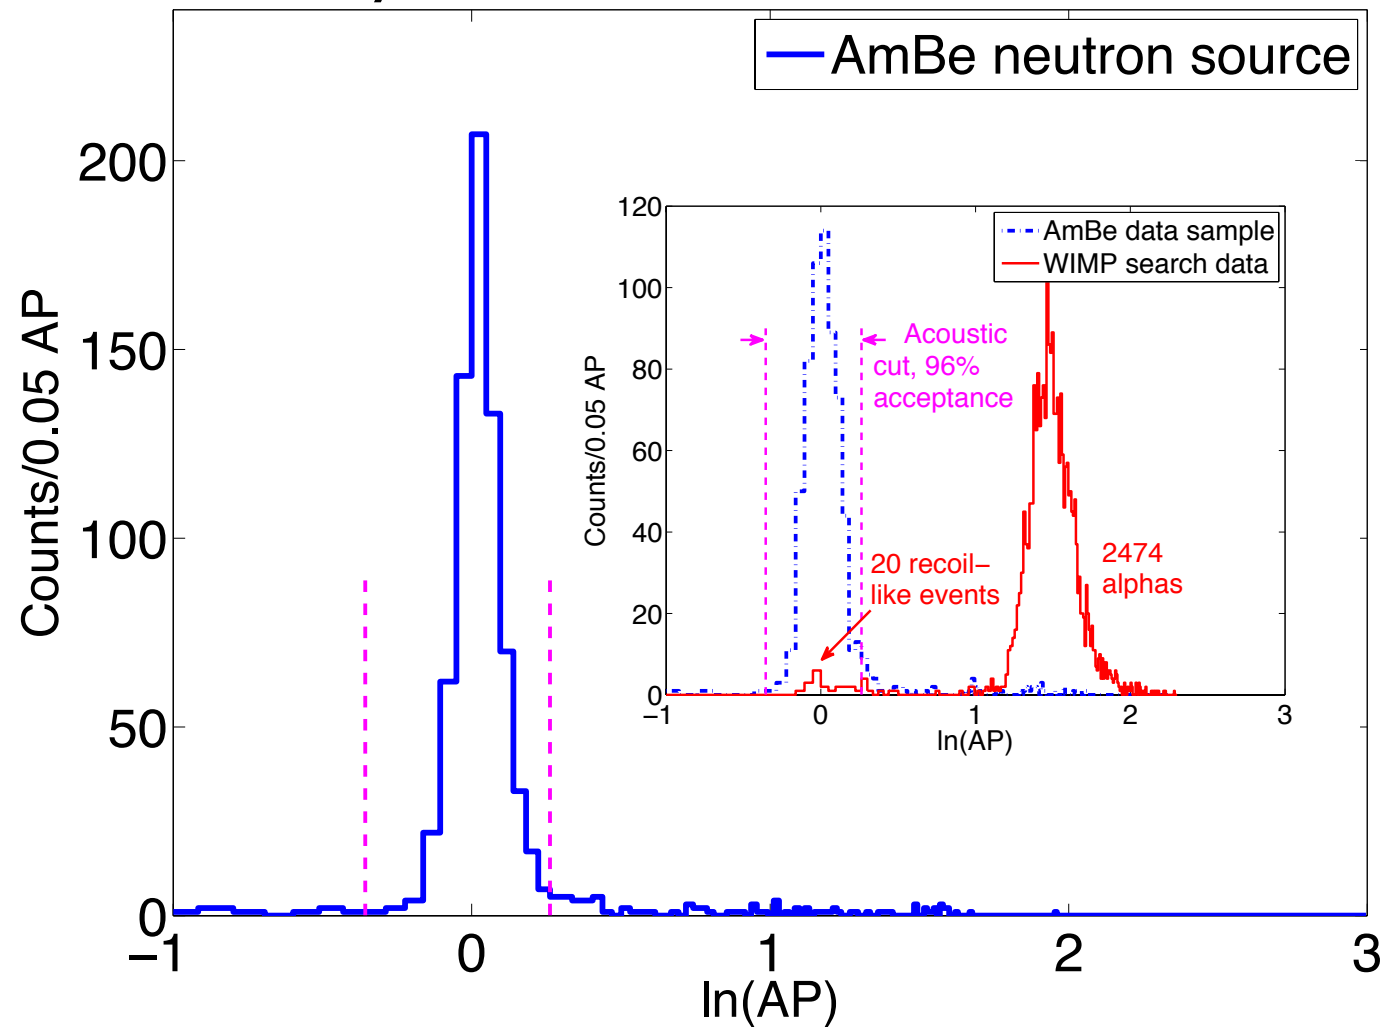 AmBe neutron source
200
150
100
50
0
Counts/0.05 AP
−1
0
1
2
3
ln(AP)
120
100
80
60
40
20
0
Counts/0.05 AP
−1
0
1
2
3
ln(AP)
AmBe data sample
WIMP search data
Acoustic
cut, 96%
acceptance
20 recoil−
like events
2474
alphas